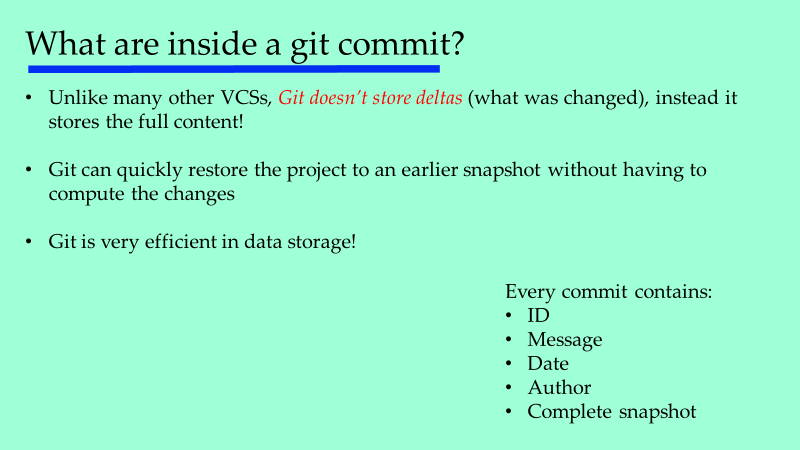 What are inside a git commit?
• Unlike many other VCSs, Git doesn't store deltas (what was changed), instead it
stores the full content!
• Git can quickly restore the project to an earlier snapshot without having to
compute the changes
• Git is very efficient in data storage!
Every commit contains:
• ID
• Message
• Date
• Author
• Complete snapshot